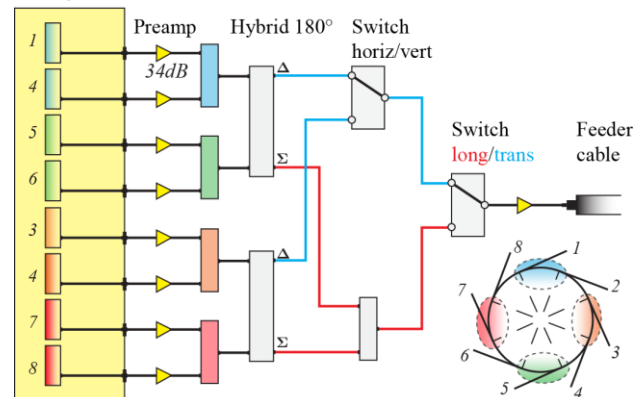 Preamp
34dB
Hybrid 180°
Switch
horiz/vert
1
4
5
6
3
4
7
8
Δ
Σ
Δ
Σ
Switch
long/trans
Feeder
cable
8
1
7
2
6
3
5
4